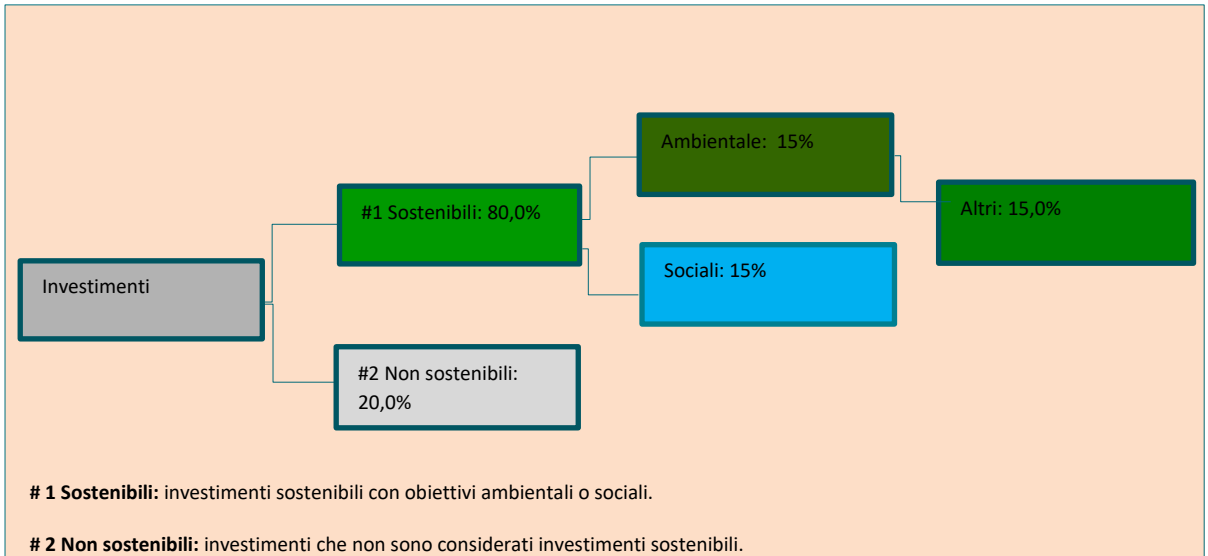 Ambientale: 15%
#1 Sostenibili: 80,0%
Altri: 15,0%
Sociali: 15%
Investimenti
#2 Non sostenibili:
20,0%
# 1 Sostenibili: investimenti sostenibili con obiettivi ambientali o sociali.
# 2 Non sostenibili: investimenti che non sono considerati investimenti sostenibili.